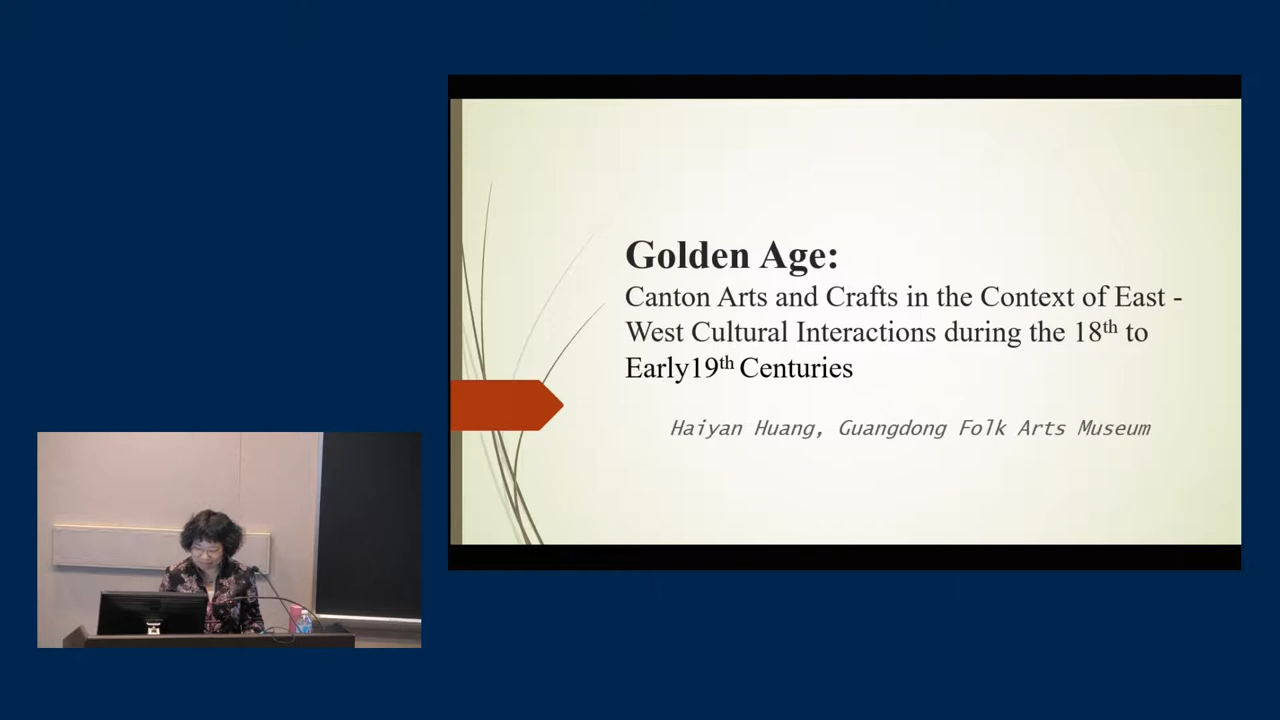 Golden Age:
Canton Arts and Crafts in the Context of East -
West Cultural Interactions during the 18th to
Early19th Centuries
Haiyan Huang, Guangdong Folk Arts Museum